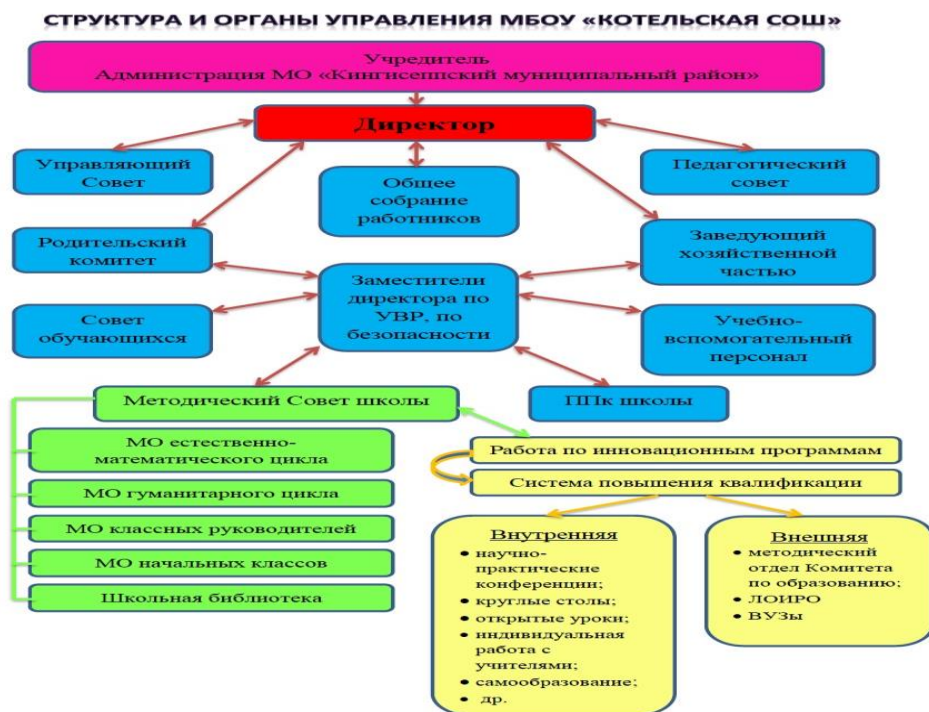 СТРУКТУРА И ОРГАНЫ УПРАВЛЕНИЯ МБОУ «КОТЕЛЬСКАЯ СОШ»
Учредитель
Администрация МО «Кингисеппский муниципальный район»
Директор
Управляющий
Совет
Общее
собрание
работников
Педагогический
совет
Родительский
комитет
Заведующий
хозяйственной
частью
Заместители
директора по
УВР, по
безопасности
Совет
обучающихся
Учебно-
вспомогательный
персонал
Методический Совет школы
ППк школы
МО естественно-
математического цикла
МО гуманитарного цикла
МО классных руководителей
МО начальных классов
Школьная библиотека
Работа по инновационным программам
Система повышения квалификации
Внутренняя
• научно-
практические
конференции;
• круглые столы;
• открытые уроки;
• индивидуальная
работа с
учителями;
• самообразование;
• др.
Внешняя
• методический
отдел Комитета
по образованию;
• ЛОИРО
• ВУЗы